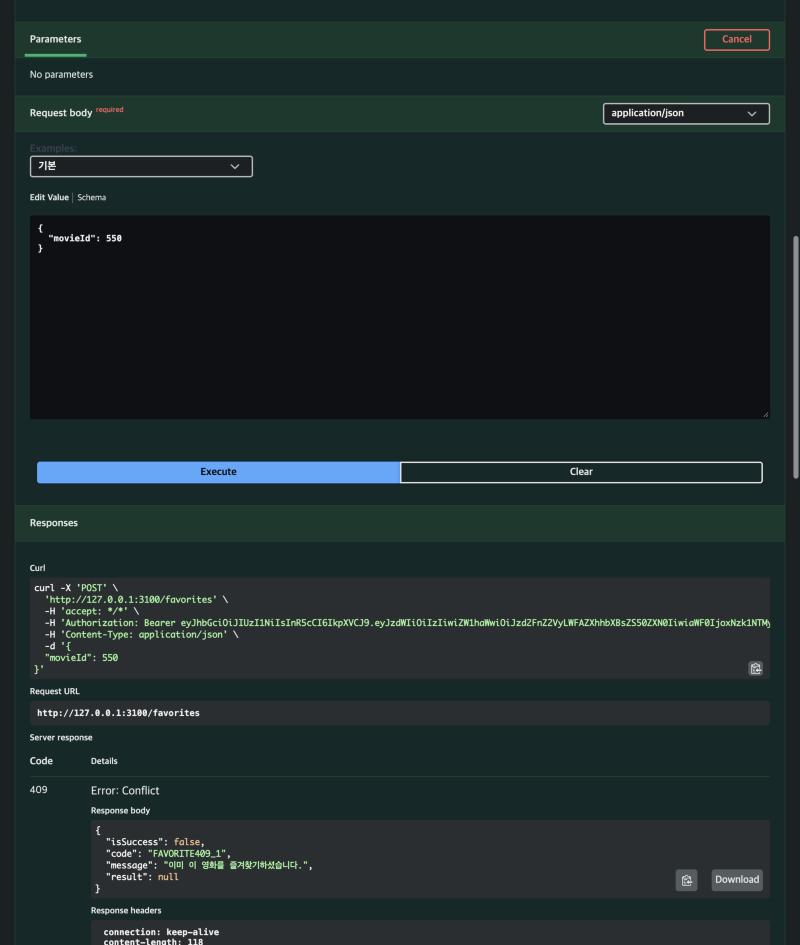 Parameters
Cancel
No parameters
Request body required
application/json
Examples:
기본
Edit Value | Schema
{
"movieId": 550
}
Execute
Clear
Responses
Curl
curl -X 'POST' \
'http://127.0.0.1:3100/favorites' \
-H 'accept: */*' \
-H 'Authorization: Bearer
-H 'Content-Type: application/json' \
-d '{
"movieId": 550
}'
Request URL
http://127.0.0.1:3100/favorites
Server response
Code
Details
409
Error: Conflict
Response body
{
"isSuccess": false,
"code": "FAVORITE409_1",
"message": "이미 이 영화를 즐겨찾기하셨습니다.",
"result": null
}
Download
Response headers
connection: keep-alive
content-length: 118